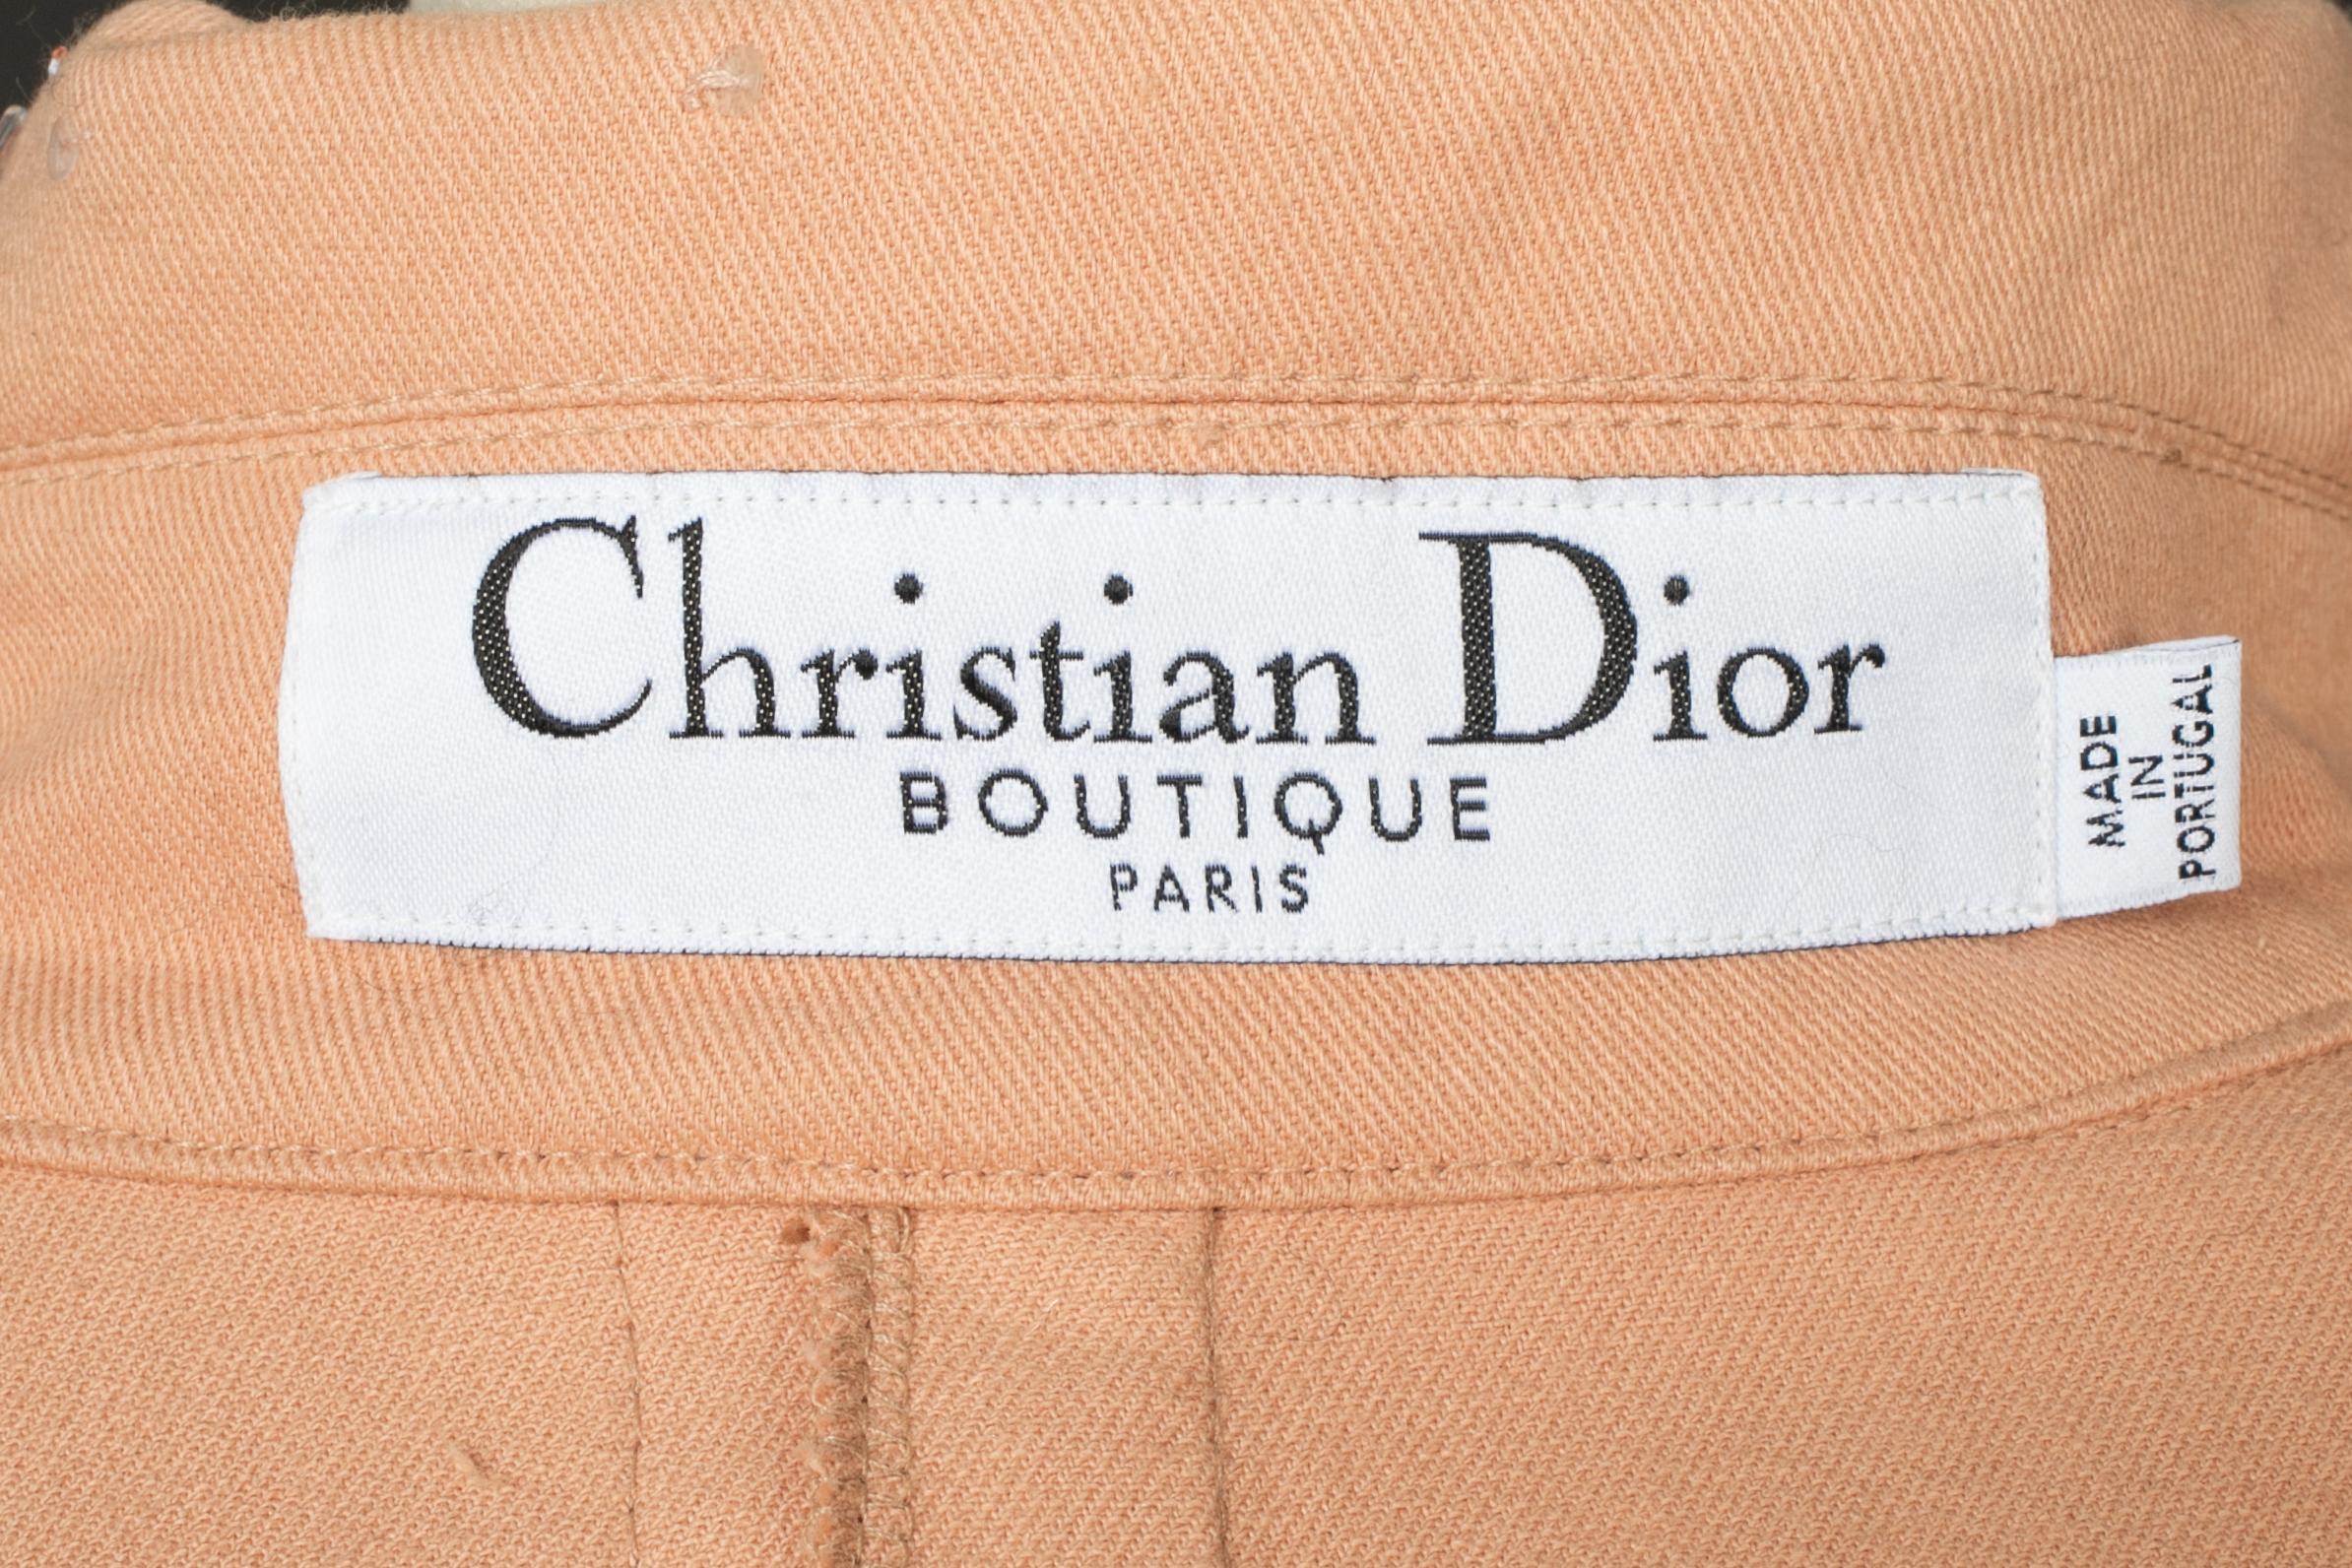 Christian Dior
BOUTIQUE
PARIS
MADE
IN
PORTUGAL